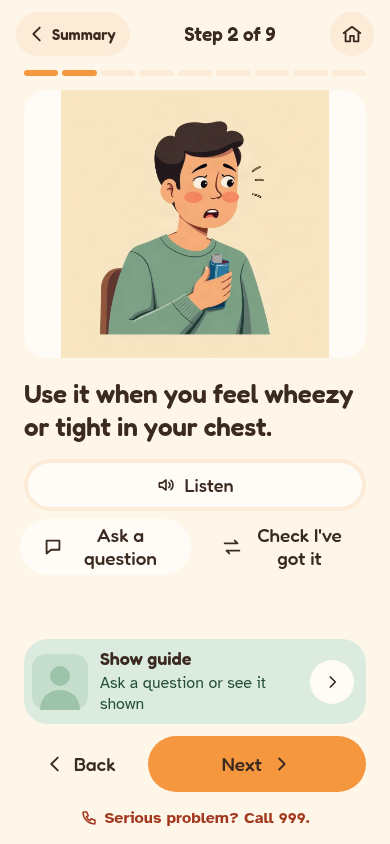 Summary
Step 2 of 9
Use it when you feel wheezy
or tight in your chest.
Listen
Ask a
question
Check I've
got it
Show guide
Ask a question or see it
shown
Back
Next
Serious problem? Call 999.